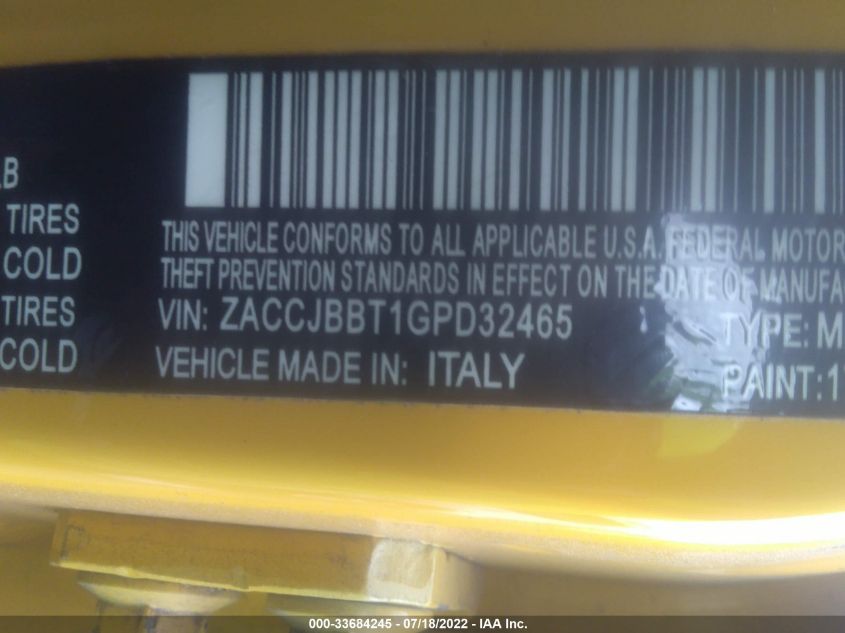 LB
TIRES
COLD
TIRES
COLD
THIS VEHICLE CONFORMS TO ALL APPLICABLE U.S.A. FEDERAL MOTOR
THEFT PREVENTION STANDARDS IN EFFECT ON THE DATE OF MANUFA
VIN: ZACCJBBT1GPD32465 TYPE: M
VEHICLE MADE IN: ITALY PAINT:1
000-33684245 - 07/18/2022 - IAA Inc.